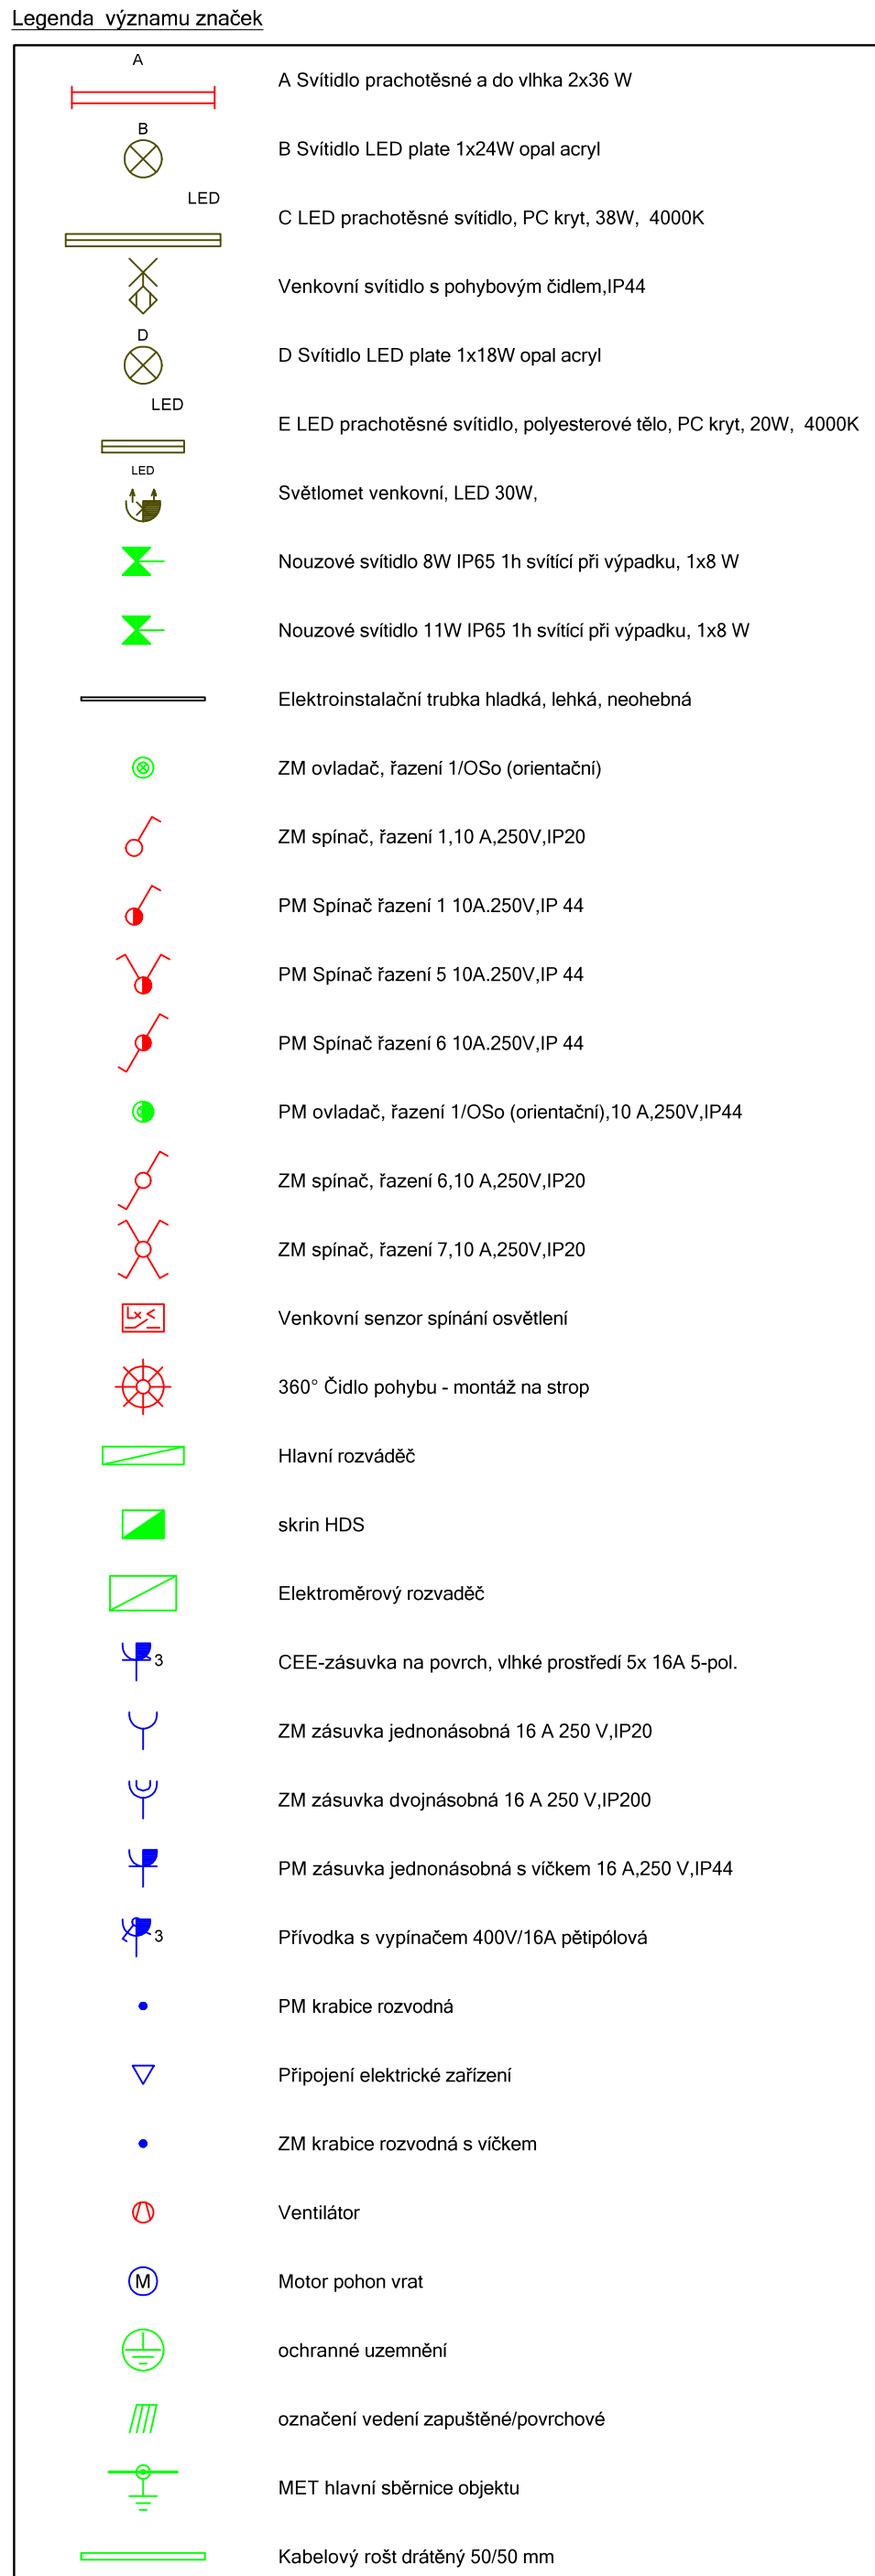 Legenda významu značek
A
A Svítidlo prachotěsné a do vlhka 2x36 W
B
B Svítidlo LED plate 1x24W opal acryl
LED
C LED prachotěsné svítidlo, PC kryt, 38W, 4000K
Venkovní svítidlo s pohybovým čidlem,IP44
D
D Svítidlo LED plate 1x18W opal acryl
LED
E LED prachotěsné svítidlo, polyesterové tělo, PC kryt, 20W, 4000K
LED
Světlomet venkovní, LED 30W,
Nouzové svítidlo 8W IP65 1h svítící při výpadku, 1x8 W
Nouzové svítidlo 11W IP65 1h svítící při výpadku, 1x8 W
Elektroinstalační trubka hladká, lehká, neohebná
ZM ovladač, řazení 1/OSo (orientační)
ZM spínač, řazení 1,10 A,250V,IP20
PM Spínač řazení 1 10A.250V,IP 44
PM Spínač řazení 5 10A.250V,IP 44
PM Spínač řazení 6 10A.250V,IP 44
PM ovladač, řazení 1/OSo (orientační),10 A,250V,IP44
ZM spínač, řazení 6,10 A,250V,IP20
ZM spínač, řazení 7,10 A,250V,IP20
Lx <
Venkovní senzor spínání osvětlení
360° Čidlo pohybu - montáž na strop
Hlavní rozváděč
skrin HDS
Elektroměrový rozvaděč
3
CEE-zásuvka na povrch, vlhké prostředí 5x 16A 5-pol.
ZM zásuvka jednonásobná 16 A 250 V,IP20
ZM zásuvka dvojnásobná 16 A 250 V,IP200
PM zásuvka jednonásobná s víčkem 16 A,250 V,IP44
3
Přívodka s vypínačem 400V/16A pětipólová
PM krabice rozvodná
Připojení elektrické zařízení
ZM krabice rozvodná s víčkem
Ventilátor
M
Motor pohon vrat
ochranné uzemnění
označení vedení zapuštěné/povrchové
MET hlavní sběrnice objektu
Kabelový rošt drátěný 50/50 mm